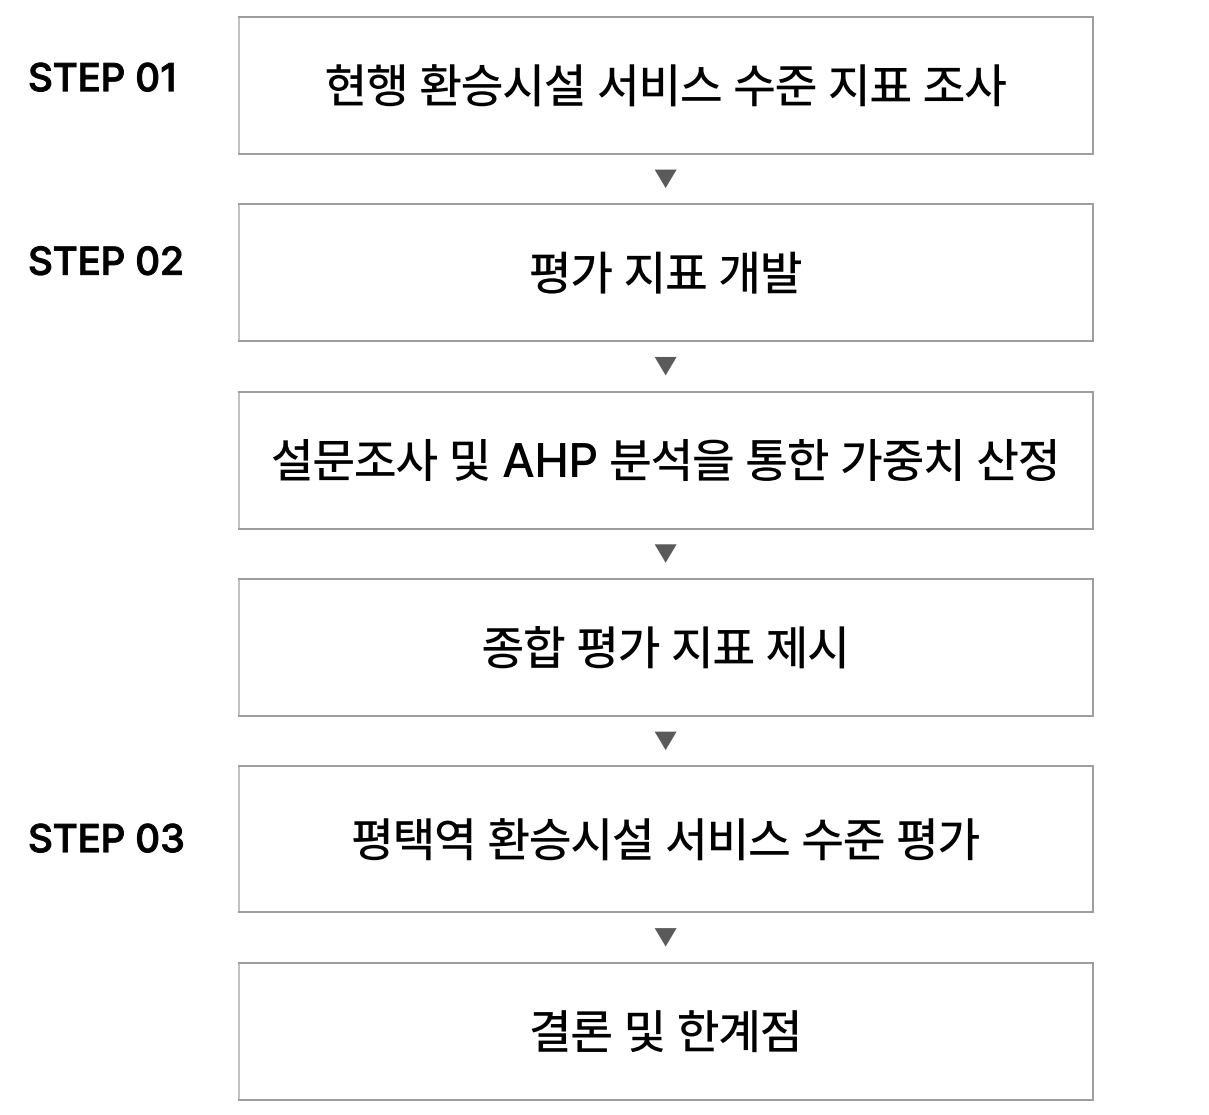 STEP 01
현행 환승시설 서비스 수준 지표 조사
▼
STEP 02
평가 지표 개발
▼
설문조사 및 AHP 분석을 통한 가중치 산정
▼
종합 평가 지표 제시
▼
STEP 03
평택역 환승시설 서비스 수준 평가
▼
결론 및 한계점